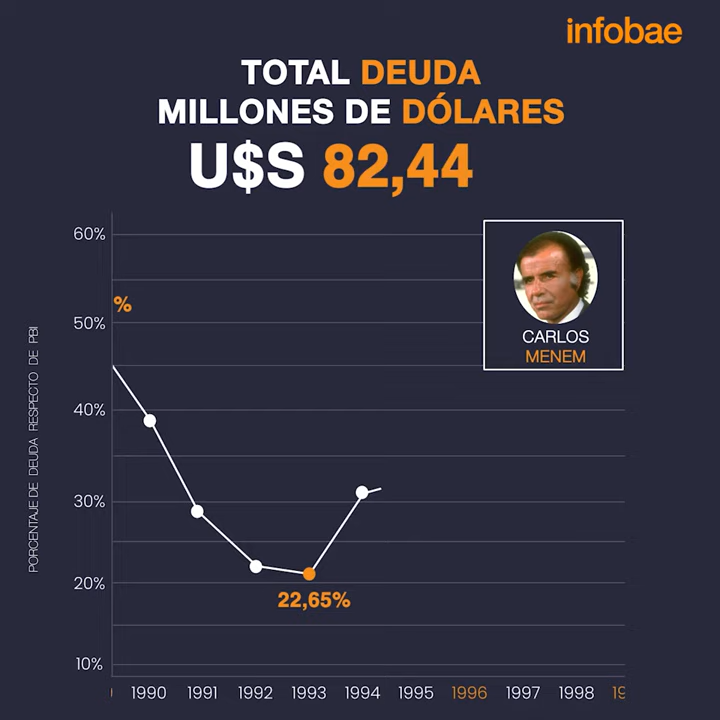 infobae
TOTAL DEUDA
MILLONES DE DÓLARES
U$S 82,44
60%
%
50%
40%
30%
20%
10%
PORCENTAJE DE DEUDA RESPECTO DE PBI
CARLOS
MENEM
22,65%
1990 1991 1992 1993 1994 1995 1996 1997 1998